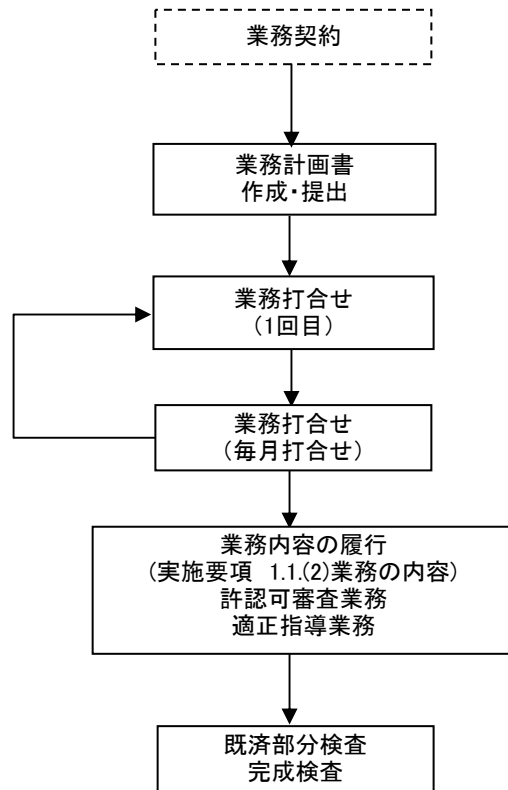 業務契約
業務計画書
作成・提出
業務打合せ
（1回目）
業務打合せ
（毎月打合せ）
業務内容の履行
（実施要項　1.1.(2)業務の内容）
許認可審査業務
適正指導業務
既済部分検査
完成検査